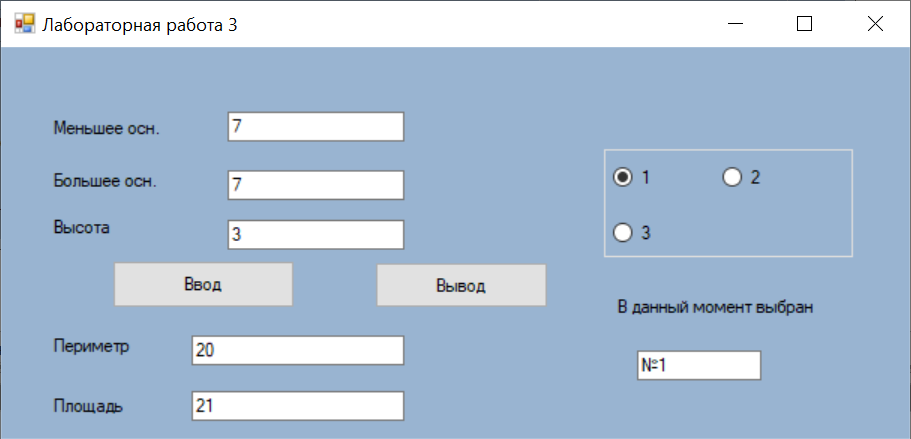 Лабораторная работа 3
Меньшее осн. 7
Большее осн. 7
Высота 3
Ввод Вывод
Периметр 20
Площадь 21
1 2
3
В данный момент выбран
№1